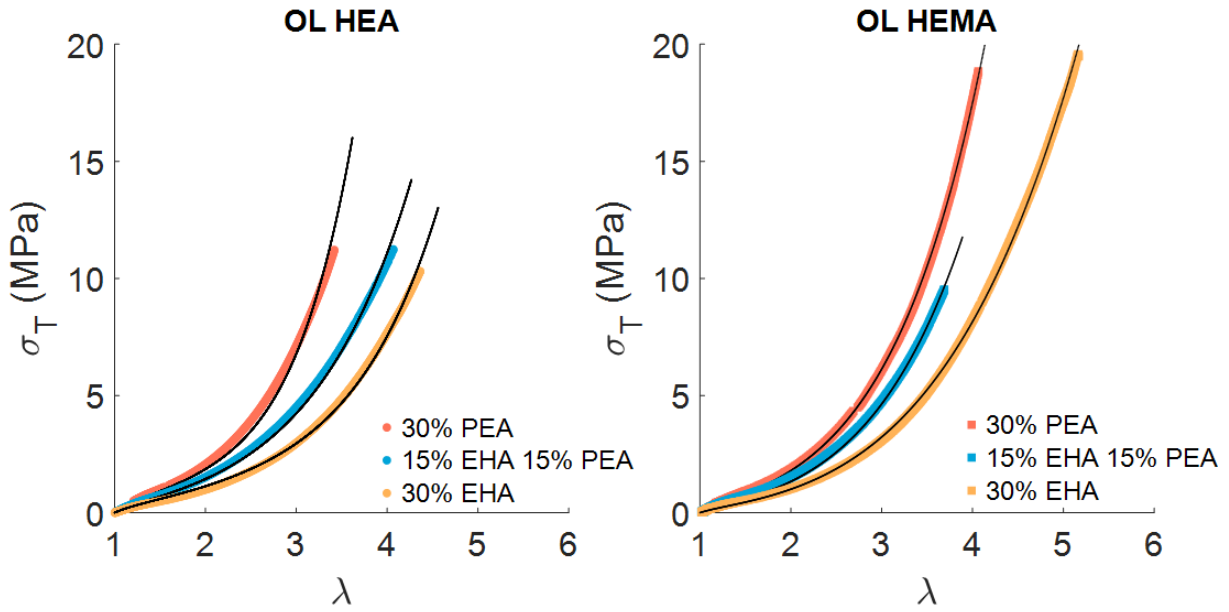 OL HEA
20
15
10
5
0
σT (MPa)
30% PEA
15% EHA 15% PEA
30% EHA
1 2 3 4 5 6
λ
OL HEMA
20
15
10
5
0
σT (MPa)
30% PEA
15% EHA 15% PEA
30% EHA
1 2 3 4 5 6
λ